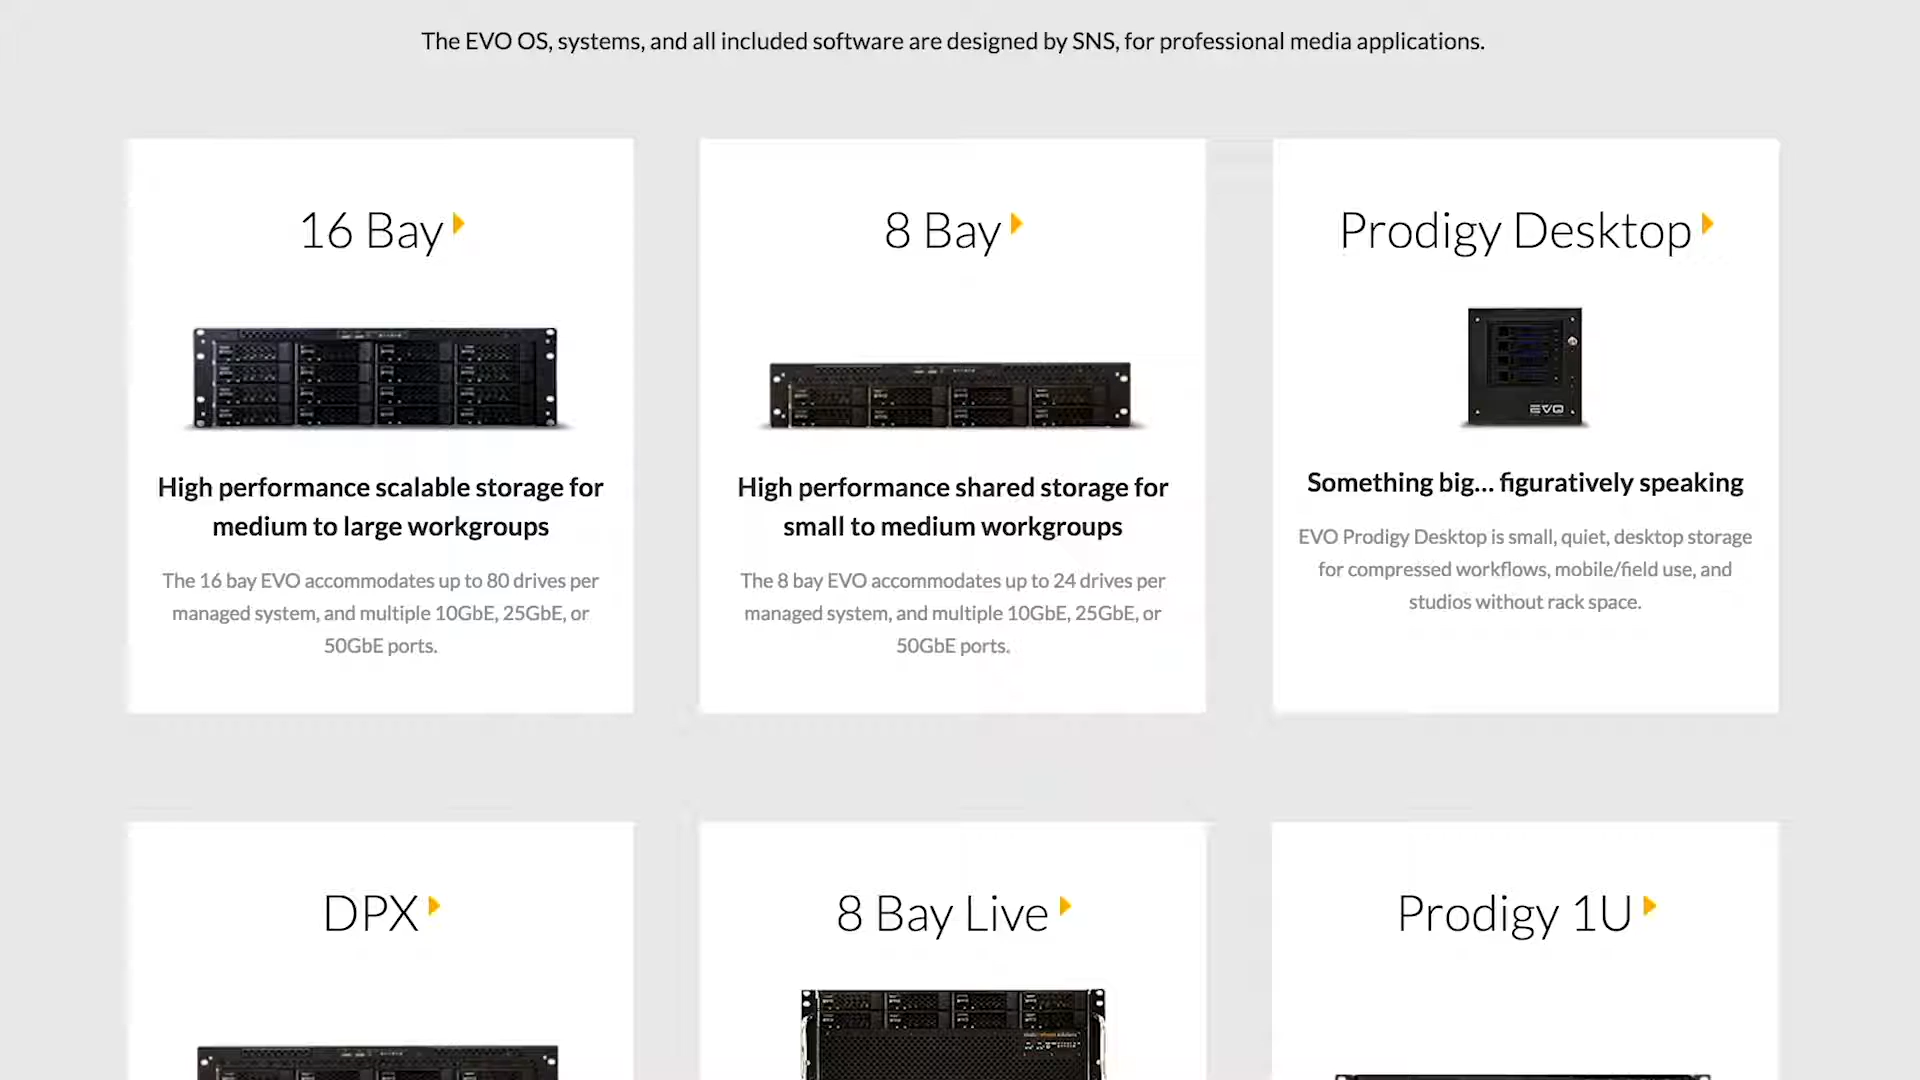 The EVO OS, systems, and all included software are designed by SNS, for professional media applications.
16 Bay
High performance scalable storage for
medium to large workgroups
The 16 bay EVO accommodates up to 80 drives per
managed system, and multiple 10GbE, 25GbE, or
50GbE ports.
8 Bay
High performance shared storage for
small to medium workgroups
The 8 bay EVO accommodates up to 24 drives per
managed system, and multiple 10GbE, 25GbE, or
50GbE ports.
Prodigy Desktop
EVO
Something big... figuratively speaking
EVO Prodigy Desktop is small, quiet, desktop storage
for compressed workflows, mobile/field use, and
studios without rack space.
DPX
8 Bay Live
Prodigy 1U